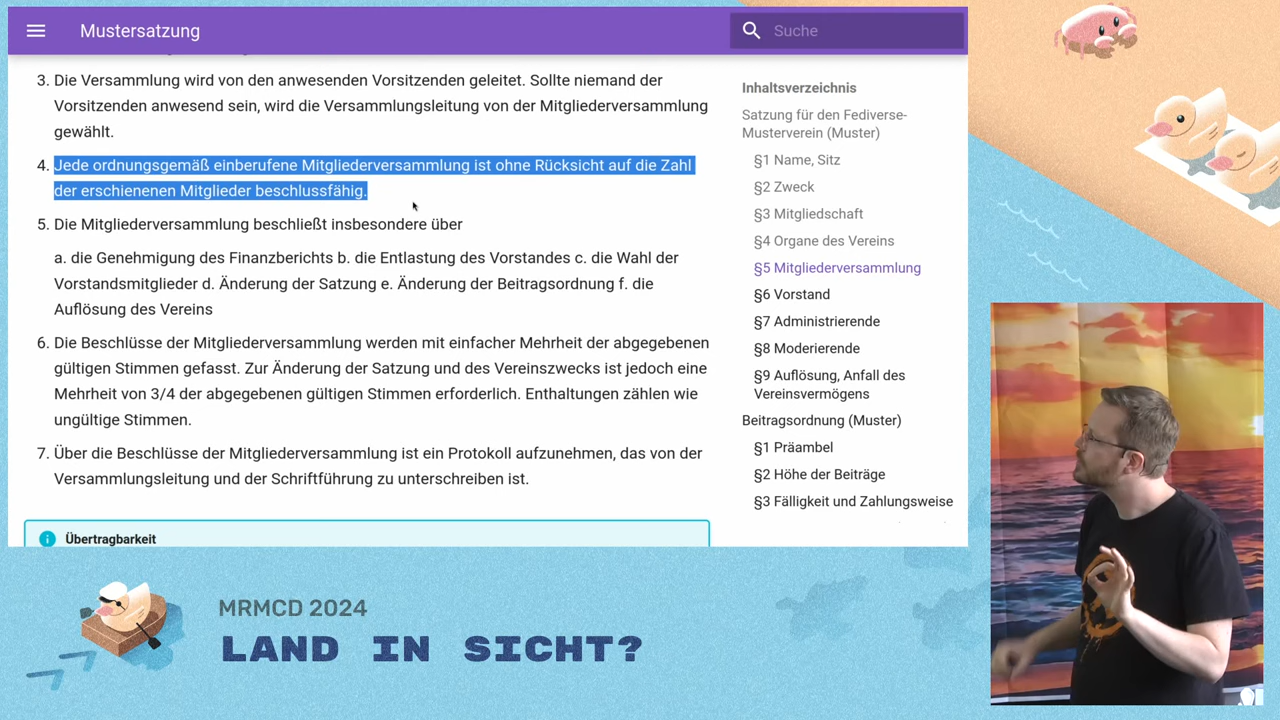 Mustersatzung
Suche
3. Die Versammlung wird von den anwesenden Vorsitzenden geleitet. Sollte niemand der
Vorsitzenden anwesend sein, wird die Versammlungsleitung von der Mitgliederversammlung
gewählt.
4. Jede ordnungsgemäß einberufene Mitgliederversammlung ist ohne Rücksicht auf die Zahl
der erschienenen Mitglieder beschlussfähig.
5. Die Mitgliederversammlung beschließt insbesondere über
a. die Genehmigung des Finanzberichts b. die Entlastung des Vorstandes c. die Wahl der
Vorstandsmitglieder d. Änderung der Satzung e. Änderung der Beitragsordnung f. die
Auflösung des Vereins
6. Die Beschlüsse der Mitgliederversammlung werden mit einfacher Mehrheit der abgegebenen
gültigen Stimmen gefasst. Zur Änderung der Satzung und des Vereinszwecks ist jedoch eine
Mehrheit von 3/4 der abgegebenen gültigen Stimmen erforderlich. Enthaltungen zählen wie
ungültige Stimmen.
7. Über die Beschlüsse der Mitgliederversammlung ist ein Protokoll aufzunehmen, das von der
Versammlungsleitung und der Schriftführung zu unterschreiben ist.
Übertragbarkeit
Inhaltsverzeichnis
Satzung für den Fediverse-
Musterverein (Muster)
§1 Name, Sitz
§2 Zweck
§3 Mitgliedschaft
§4 Organe des Vereins
§5 Mitgliederversammlung
§6 Vorstand
§7 Administrierende
§8 Moderierende
§9 Auflösung, Anfall des
Vereinsvermögens
Beitragsordnung (Muster)
§1 Präambel
§2 Höhe der Beiträge
§3 Fälligkeit und Zahlungsweise
MRMCD 2024
LAND IN SICHT?